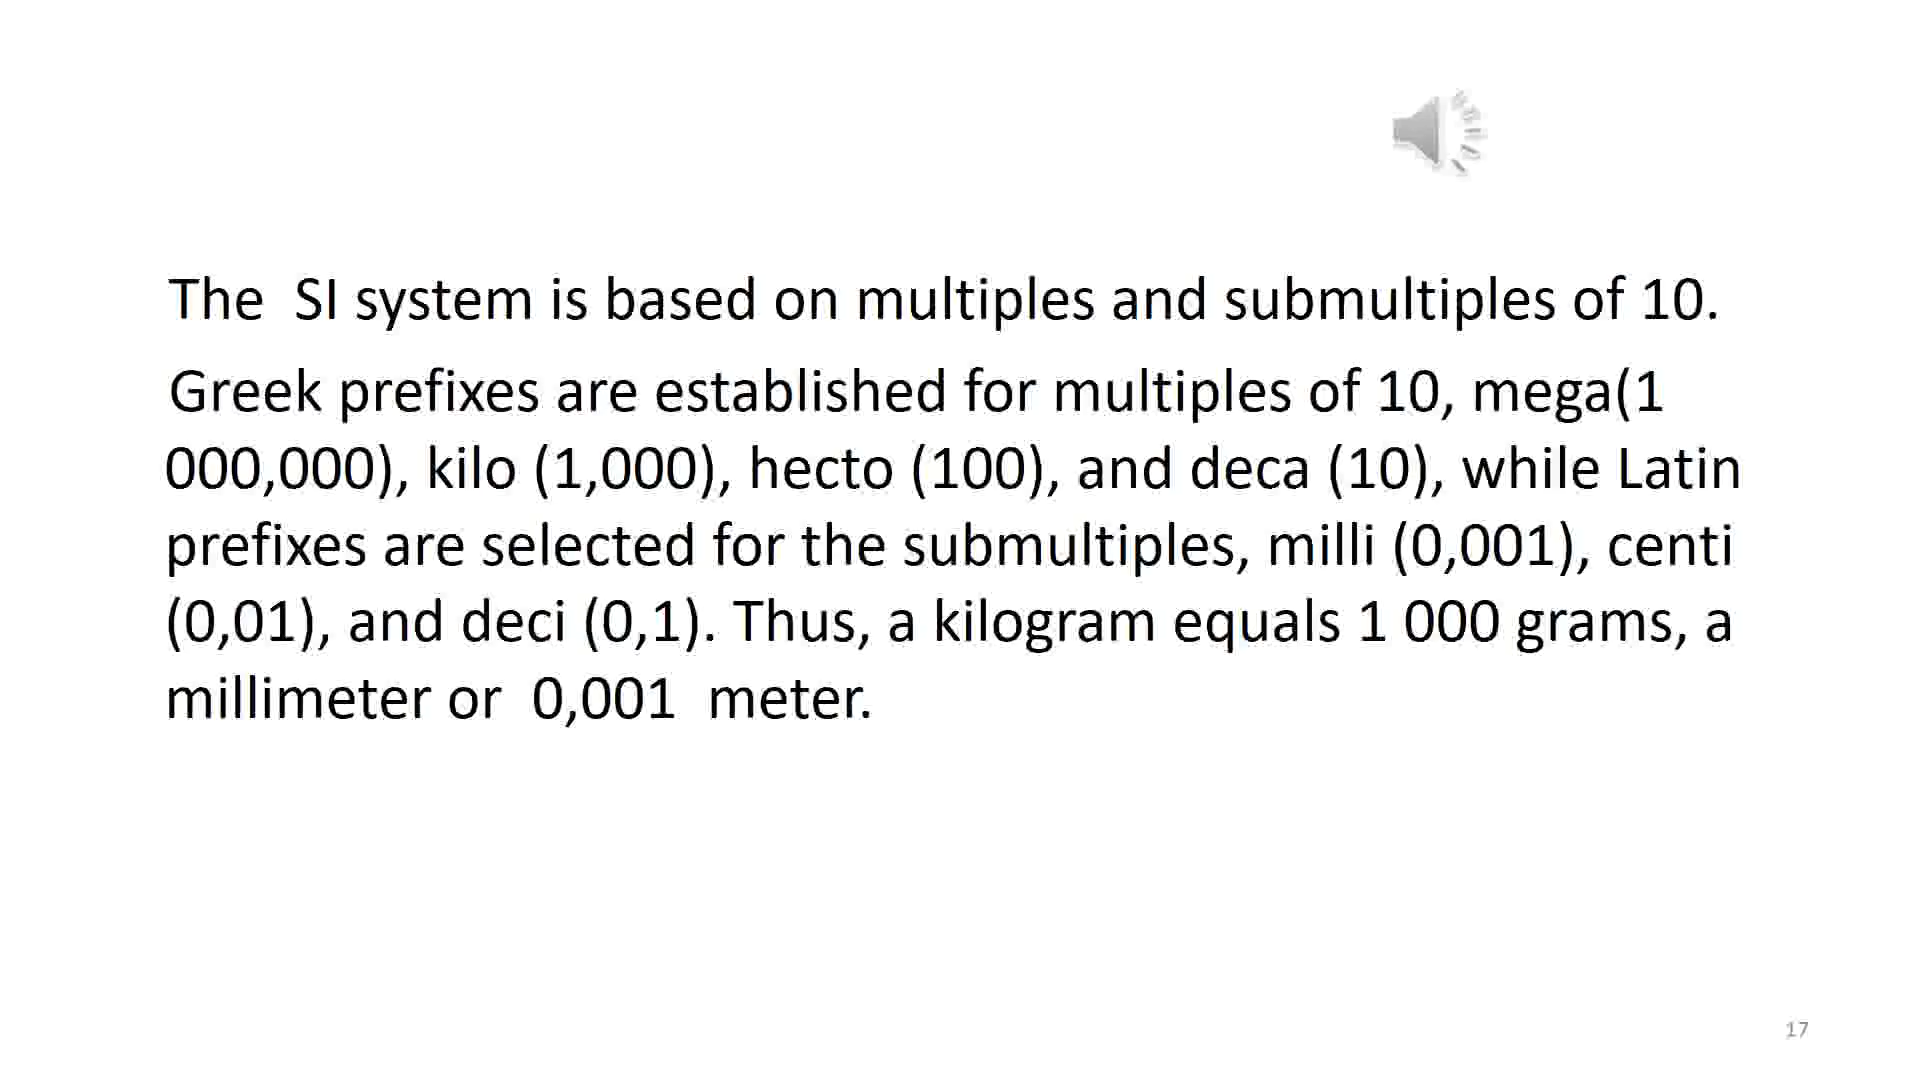 The  SI system is based on multiples and submultiples of 10.
Greek prefixes are established for multiples of 10, mega(1
000,000), kilo (1,000), hecto (100), and deca (10), while Latin
prefixes are selected for the submultiples, milli (0,001), centi
(0,01), and deci (0,1). Thus, a kilogram equals 1 000 grams, a
millimeter or  0,001  meter.
17